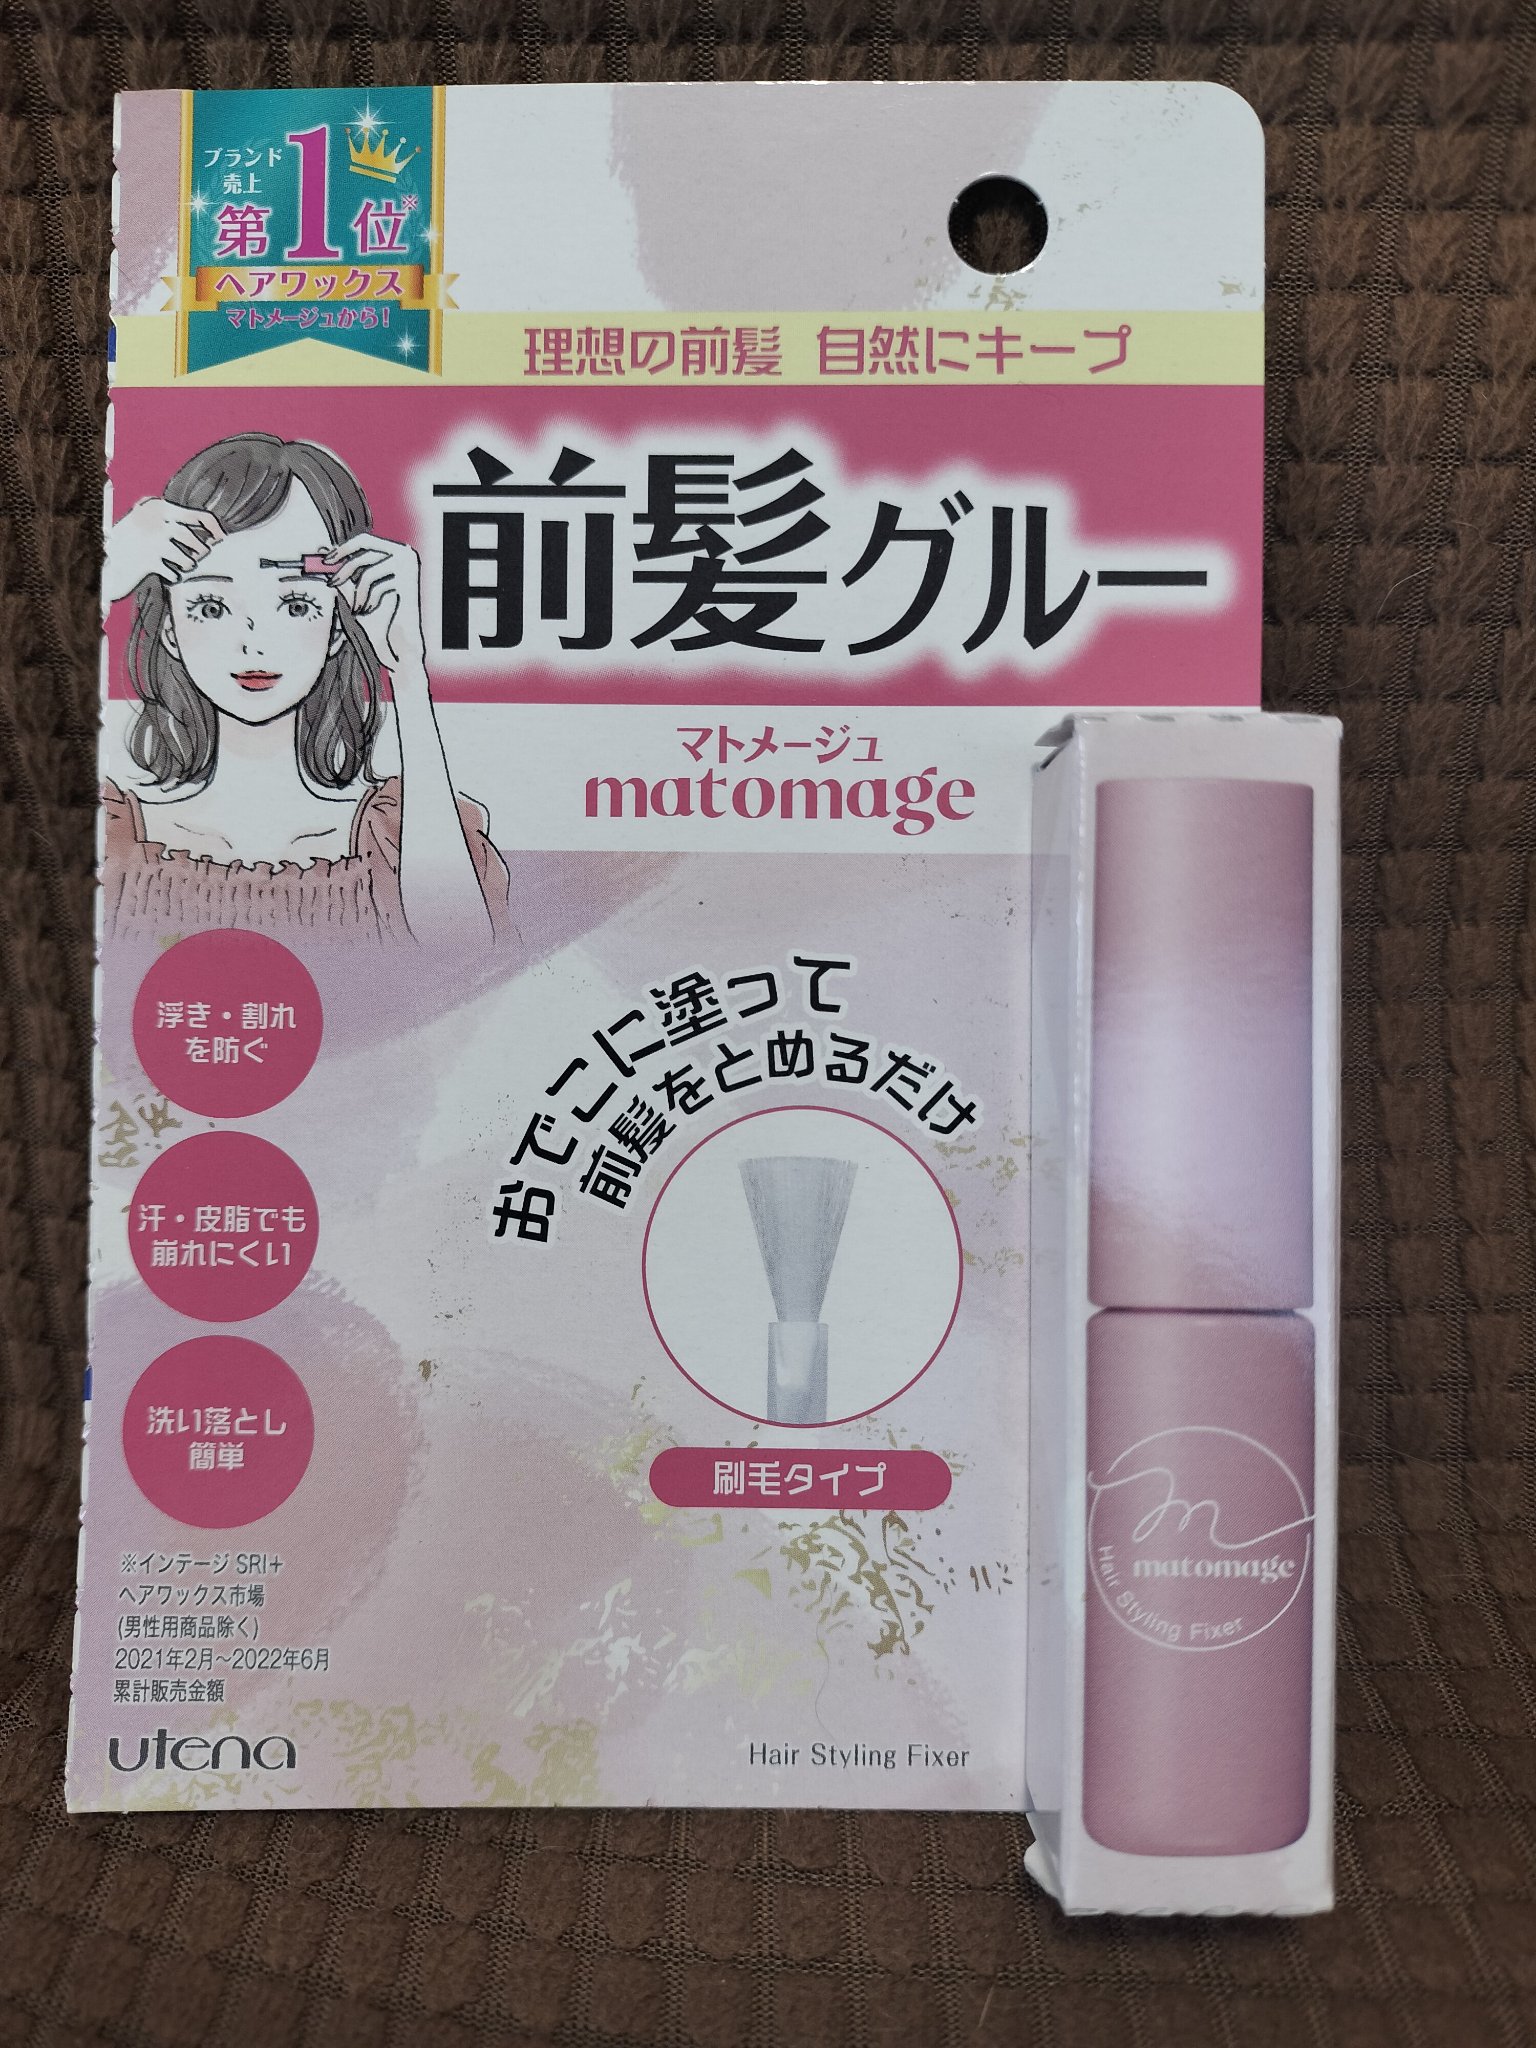 ブランド
売上
第1位※
ヘアワックス
マトメージュから!
理想の前髪 自然にキープ
前髪グルー
マトメージュ
matomage
浮き・割れ
を防ぐ
汗・皮脂でも
崩れにくい
洗い落とし
簡単
おでこに塗って
前髪をとめるだけ
刷毛タイプ
※インテージ SRI+
ヘアワックス市場
(男性用商品除く)
2021年2月~2022年6月
累計販売金額
utena
Hair Styling Fixer
m
matomage
Hair Styling Fixer